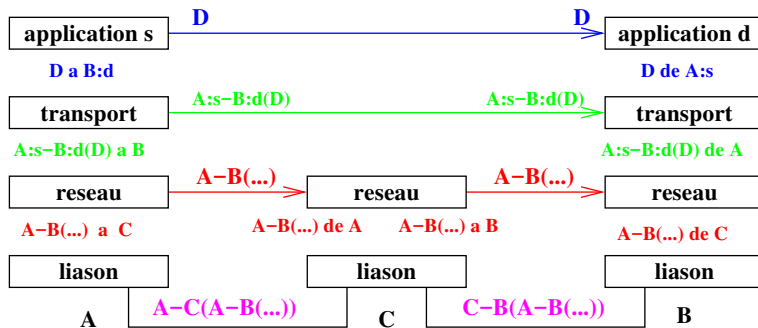 D D
application s application d
D a B:d D de A:s
A:s−B:d(D) A:s−B:d(D)
transport transport
A:s−B:d(D) a B A:s−B:d(D) de A
A−B(...) A−B(...)
reseau reseau reseau
A−B(...) a C A−B(...) de A A−B(...) a B A−B(...) de C
liason liason liason
A−C(A−B(...)) C−B(A−B(...))
A C B